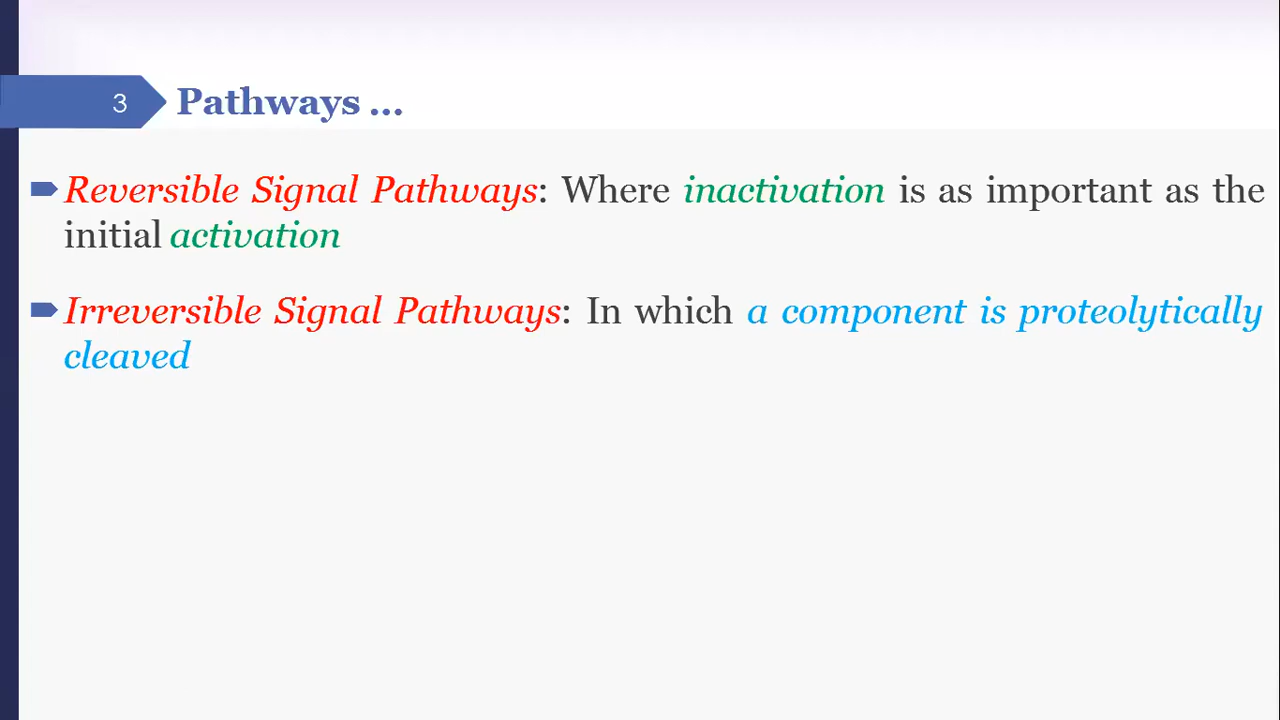 3
Pathways ...
Reversible Signal Pathways: Where inactivation is as important as the
initial activation
Irreversible Signal Pathways: In which a component is proteolytically
cleaved